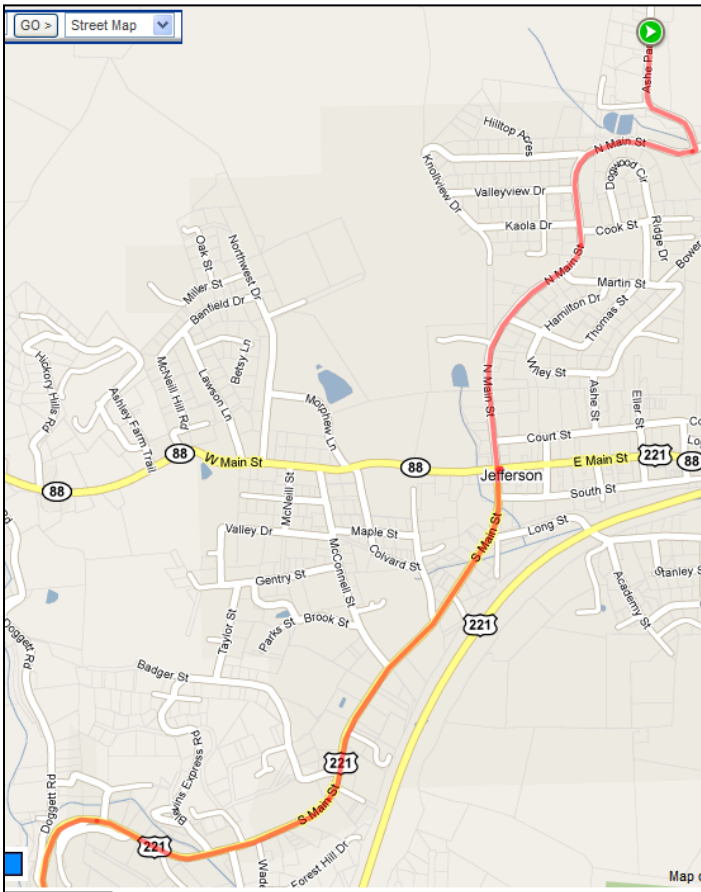 GO >
Street Map
Ashe Pa
Hilltop Acres
N Main St
Knollview Dr
Dogwood Cir
Valleyview Dr
Kaola Dr
Cook St
Ridge Dr
Oak St
Northwest Dr
Bower
Miller St
N Main St
Martin St
Benfield Dr
Hamilton Dr
Thomas St
Hickory Hills Rd
McNeill Hill Rd
Betsy Ln
Lawson Ln
Ashley Farm Trail
Morphew Ln
N Main St
Wiley St
Ashe St
Eller St
Court St
Co
Lo
88
W Main St
88
Jefferson
E Main St
221
88
88
South St
McNeill St
Valley Dr
Maple St
S Main St
Long St
Colvard St
McConnell St
Gentry St
Stanley S
Academy St
Taylor St
Parks St
Brook St
221
Rd
Doggett Rd
Badger St
221
Doggett Rd
Blevins Express Rd
S Main St
221
Wade
Forest Hill Dr
Map o